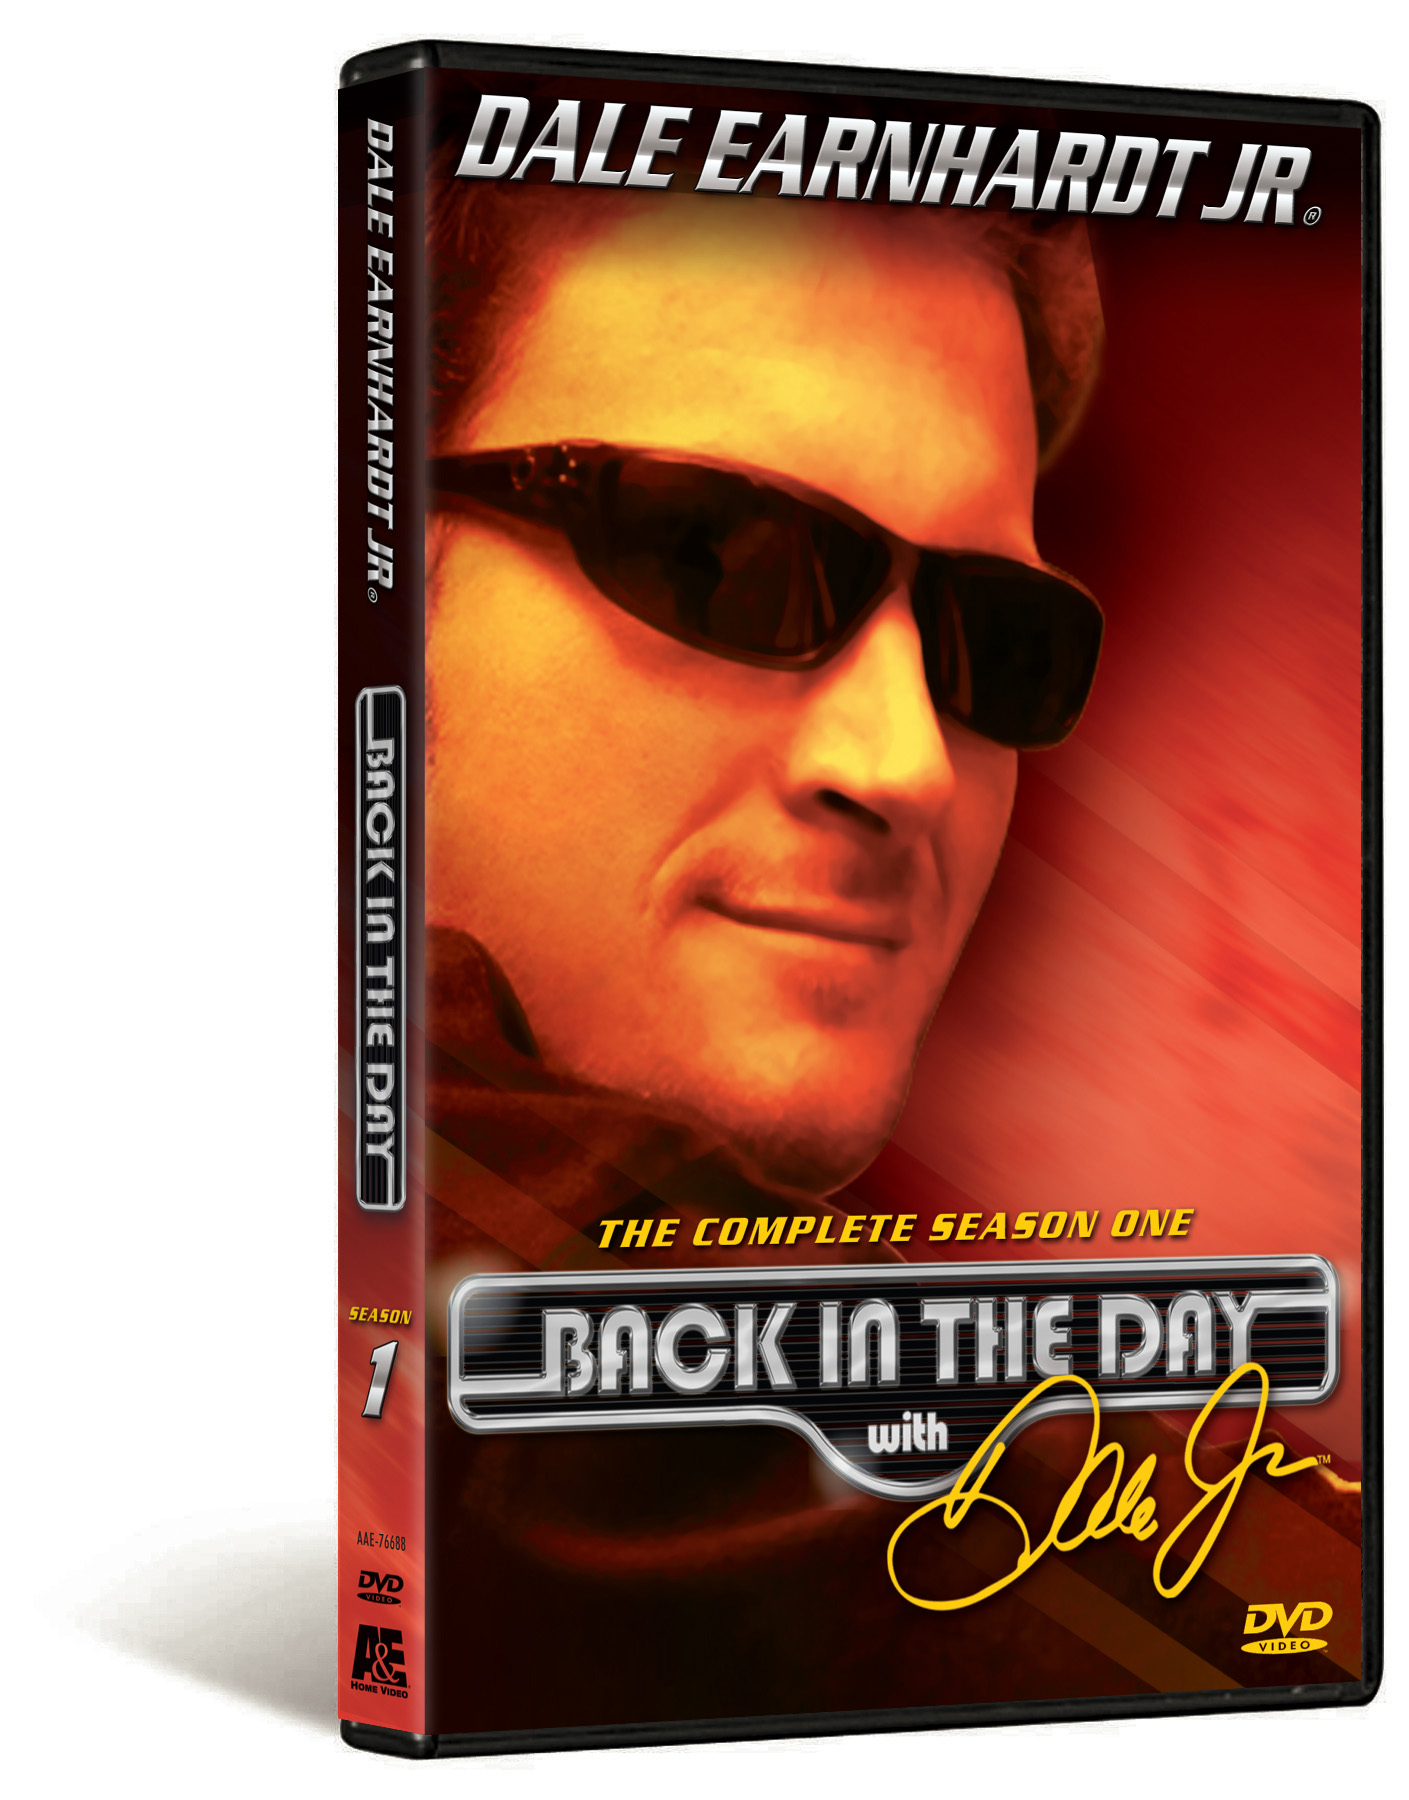 DALE EARNHARDT JR®
BACK IN THE DAY
SEASON
1
AAE-76688
DVD
VIDEO
A&E
HOME VIDEO
DALE EARNHARDT JR®
THE COMPLETE SEASON ONE
BACK IN THE DAY
with
Dale Jr ™
DVD
VIDEO